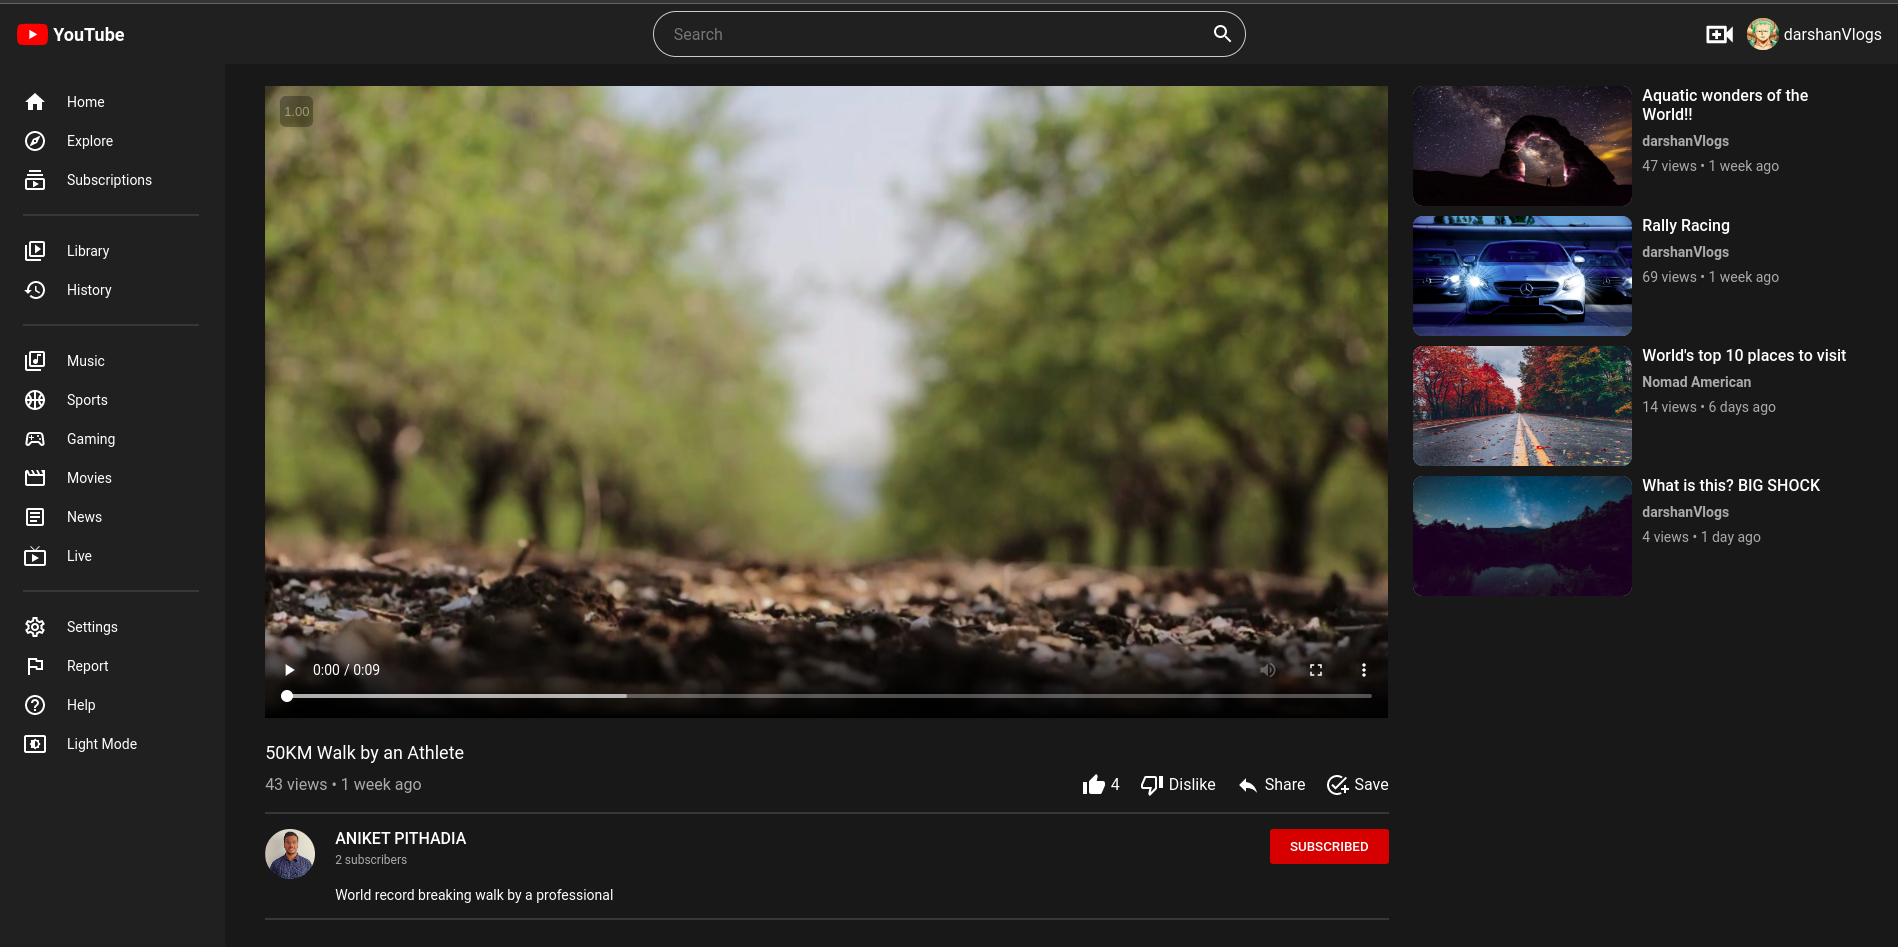 YouTube
Search
darshanVlogs
Home
Explore
Subscriptions
Library
History
Music
Sports
Gaming
Movies
News
Live
Settings
Report
Help
Light Mode
1.00
0:00 / 0:09
50KM Walk by an Athlete
43 views • 1 week ago
4 Dislike Share Save
ANIKET PITHADIA
2 subscribers
SUBSCRIBED
World record breaking walk by a professional
Aquatic wonders of the
World!!
darshanVlogs
47 views • 1 week ago
Rally Racing
darshanVlogs
69 views • 1 week ago
World's top 10 places to visit
Nomad American
14 views • 6 days ago
What is this? BIG SHOCK
darshanVlogs
4 views • 1 day ago